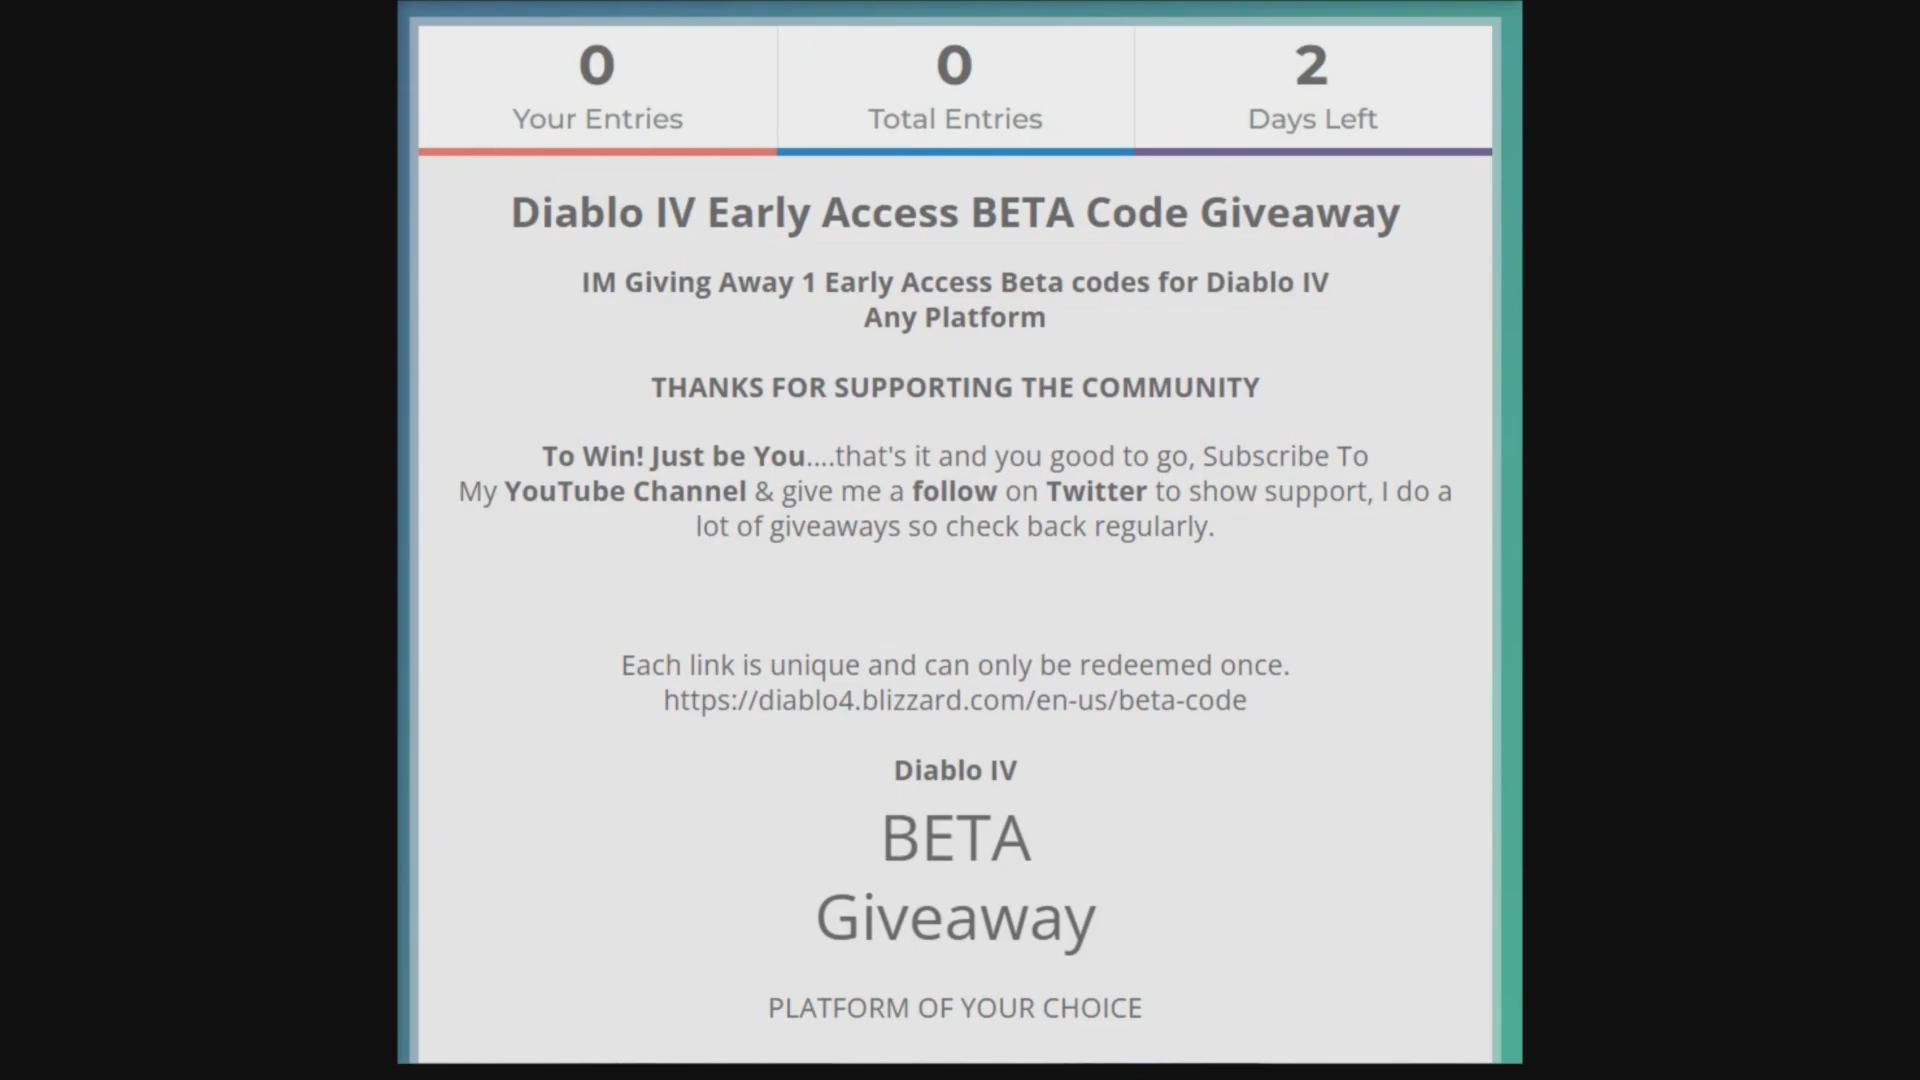 0
Your Entries
0
Total Entries
2
Days Left
Diablo IV Early Access BETA Code Giveaway
IM Giving Away 1 Early Access Beta codes for Diablo IV
Any Platform
THANKS FOR SUPPORTING THE COMMUNITY
To Win! Just be You....that's it and you good to go, Subscribe To
My YouTube Channel & give me a follow on Twitter to show support, I do a
lot of giveaways so check back regularly.
Each link is unique and can only be redeemed once.
https://diablo4.blizzard.com/en-us/beta-code
Diablo IV
BETA
Giveaway
PLATFORM OF YOUR CHOICE